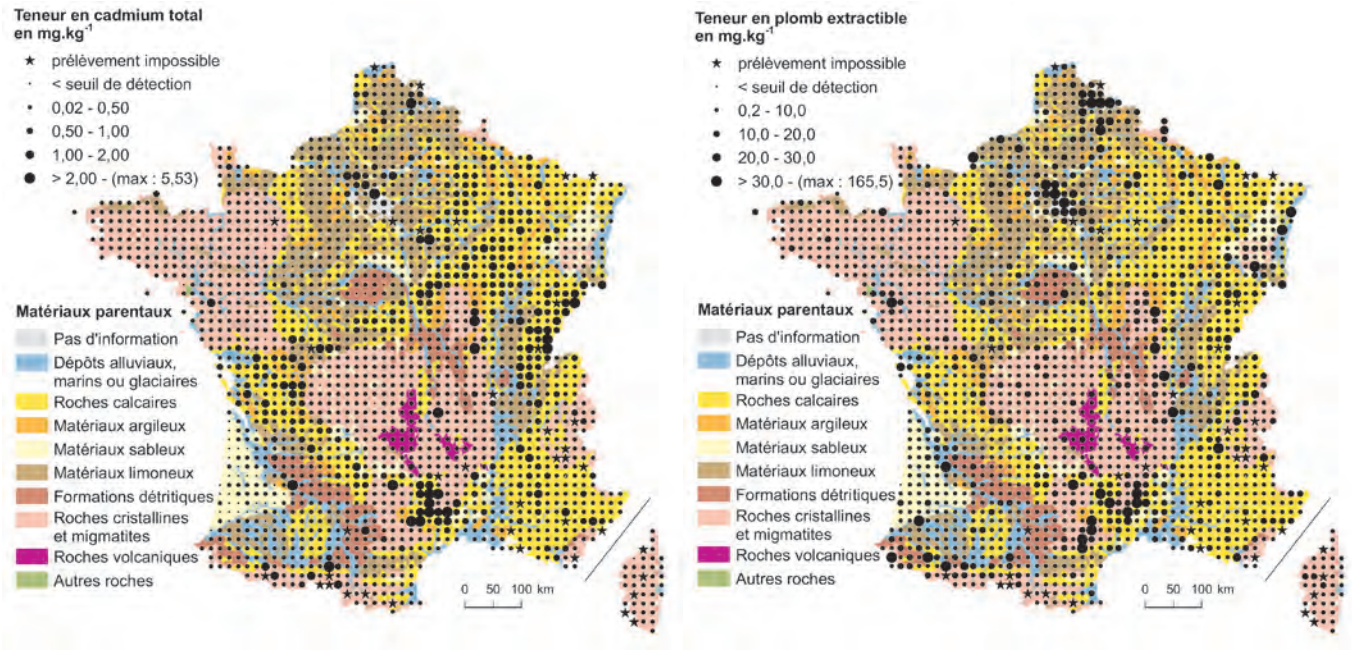 Teneur en cadmium total
en mg.kg-1
prélèvement impossible
< seuil de détection
0,02 - 0,50
0,50 - 1,00
1,00 - 2,00
> 2,00 - (max : 5,53)
Matériaux parentaux
Pas d'information
Dépôts alluviaux,
marins ou glaciaires
Roches calcaires
Matériaux argileux
Matériaux sableux
Matériaux limoneux
Formations détritiques
Roches cristallines
et migmatites
Roches volcaniques
Autres roches
0 50 100 km
Teneur en plomb extractible
en mg.kg-1
prélèvement impossible
< seuil de détection
0,2 - 10,0
10,0 - 20,0
20,0 - 30,0
> 30,0 - (max : 165,5)
Matériaux parentaux
Pas d'information
Dépôts alluviaux,
marins ou glaciaires
Roches calcaires
Matériaux argileux
Matériaux sableux
Matériaux limoneux
Formations détritiques
Roches cristallines
et migmatites
Roches volcaniques
Autres roches
0 50 100 km